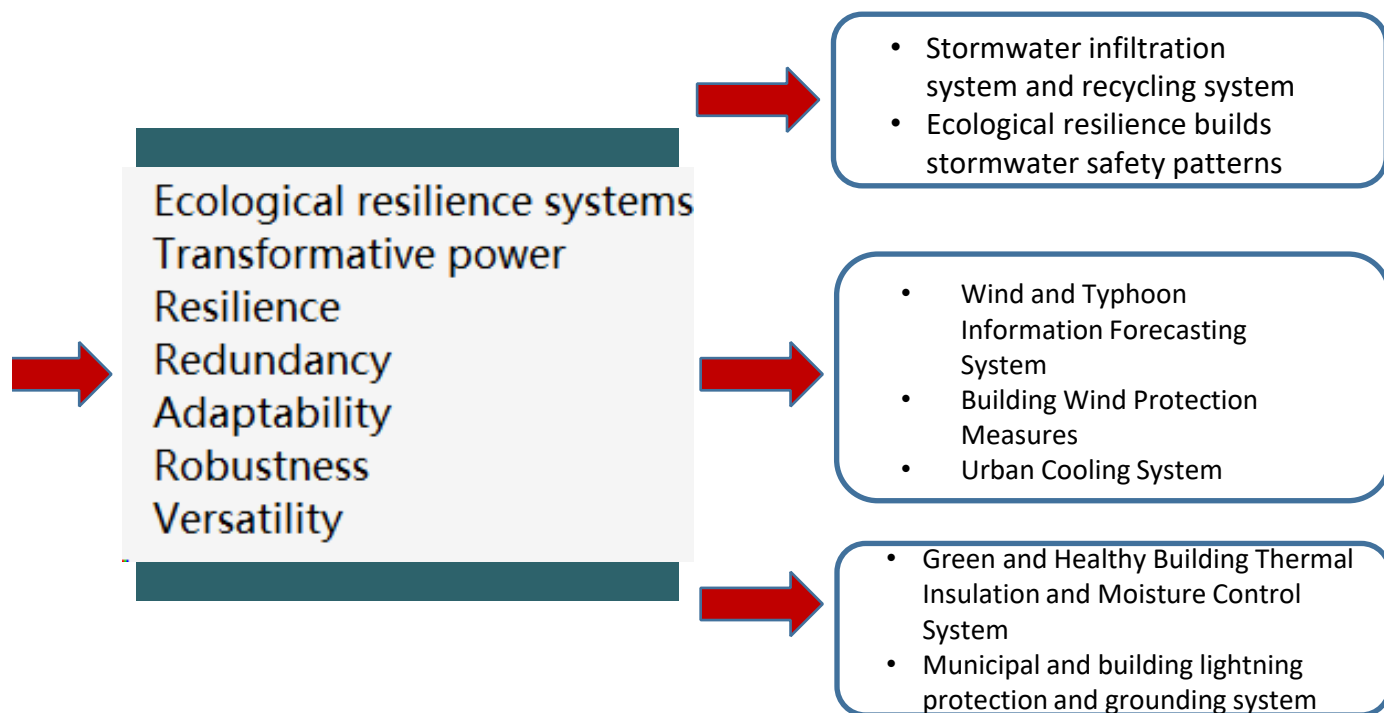 Ecological resilience systems
Transformative power
Resilience
Redundancy
Adaptability
Robustness
Versatility
• Stormwater infiltration
system and recycling system
• Ecological resilience builds
stormwater safety patterns
• Wind and Typhoon
Information Forecasting
System
• Building Wind Protection
Measures
• Urban Cooling System
• Green and Healthy Building Thermal
Insulation and Moisture Control
System
• Municipal and building lightning
protection and grounding system